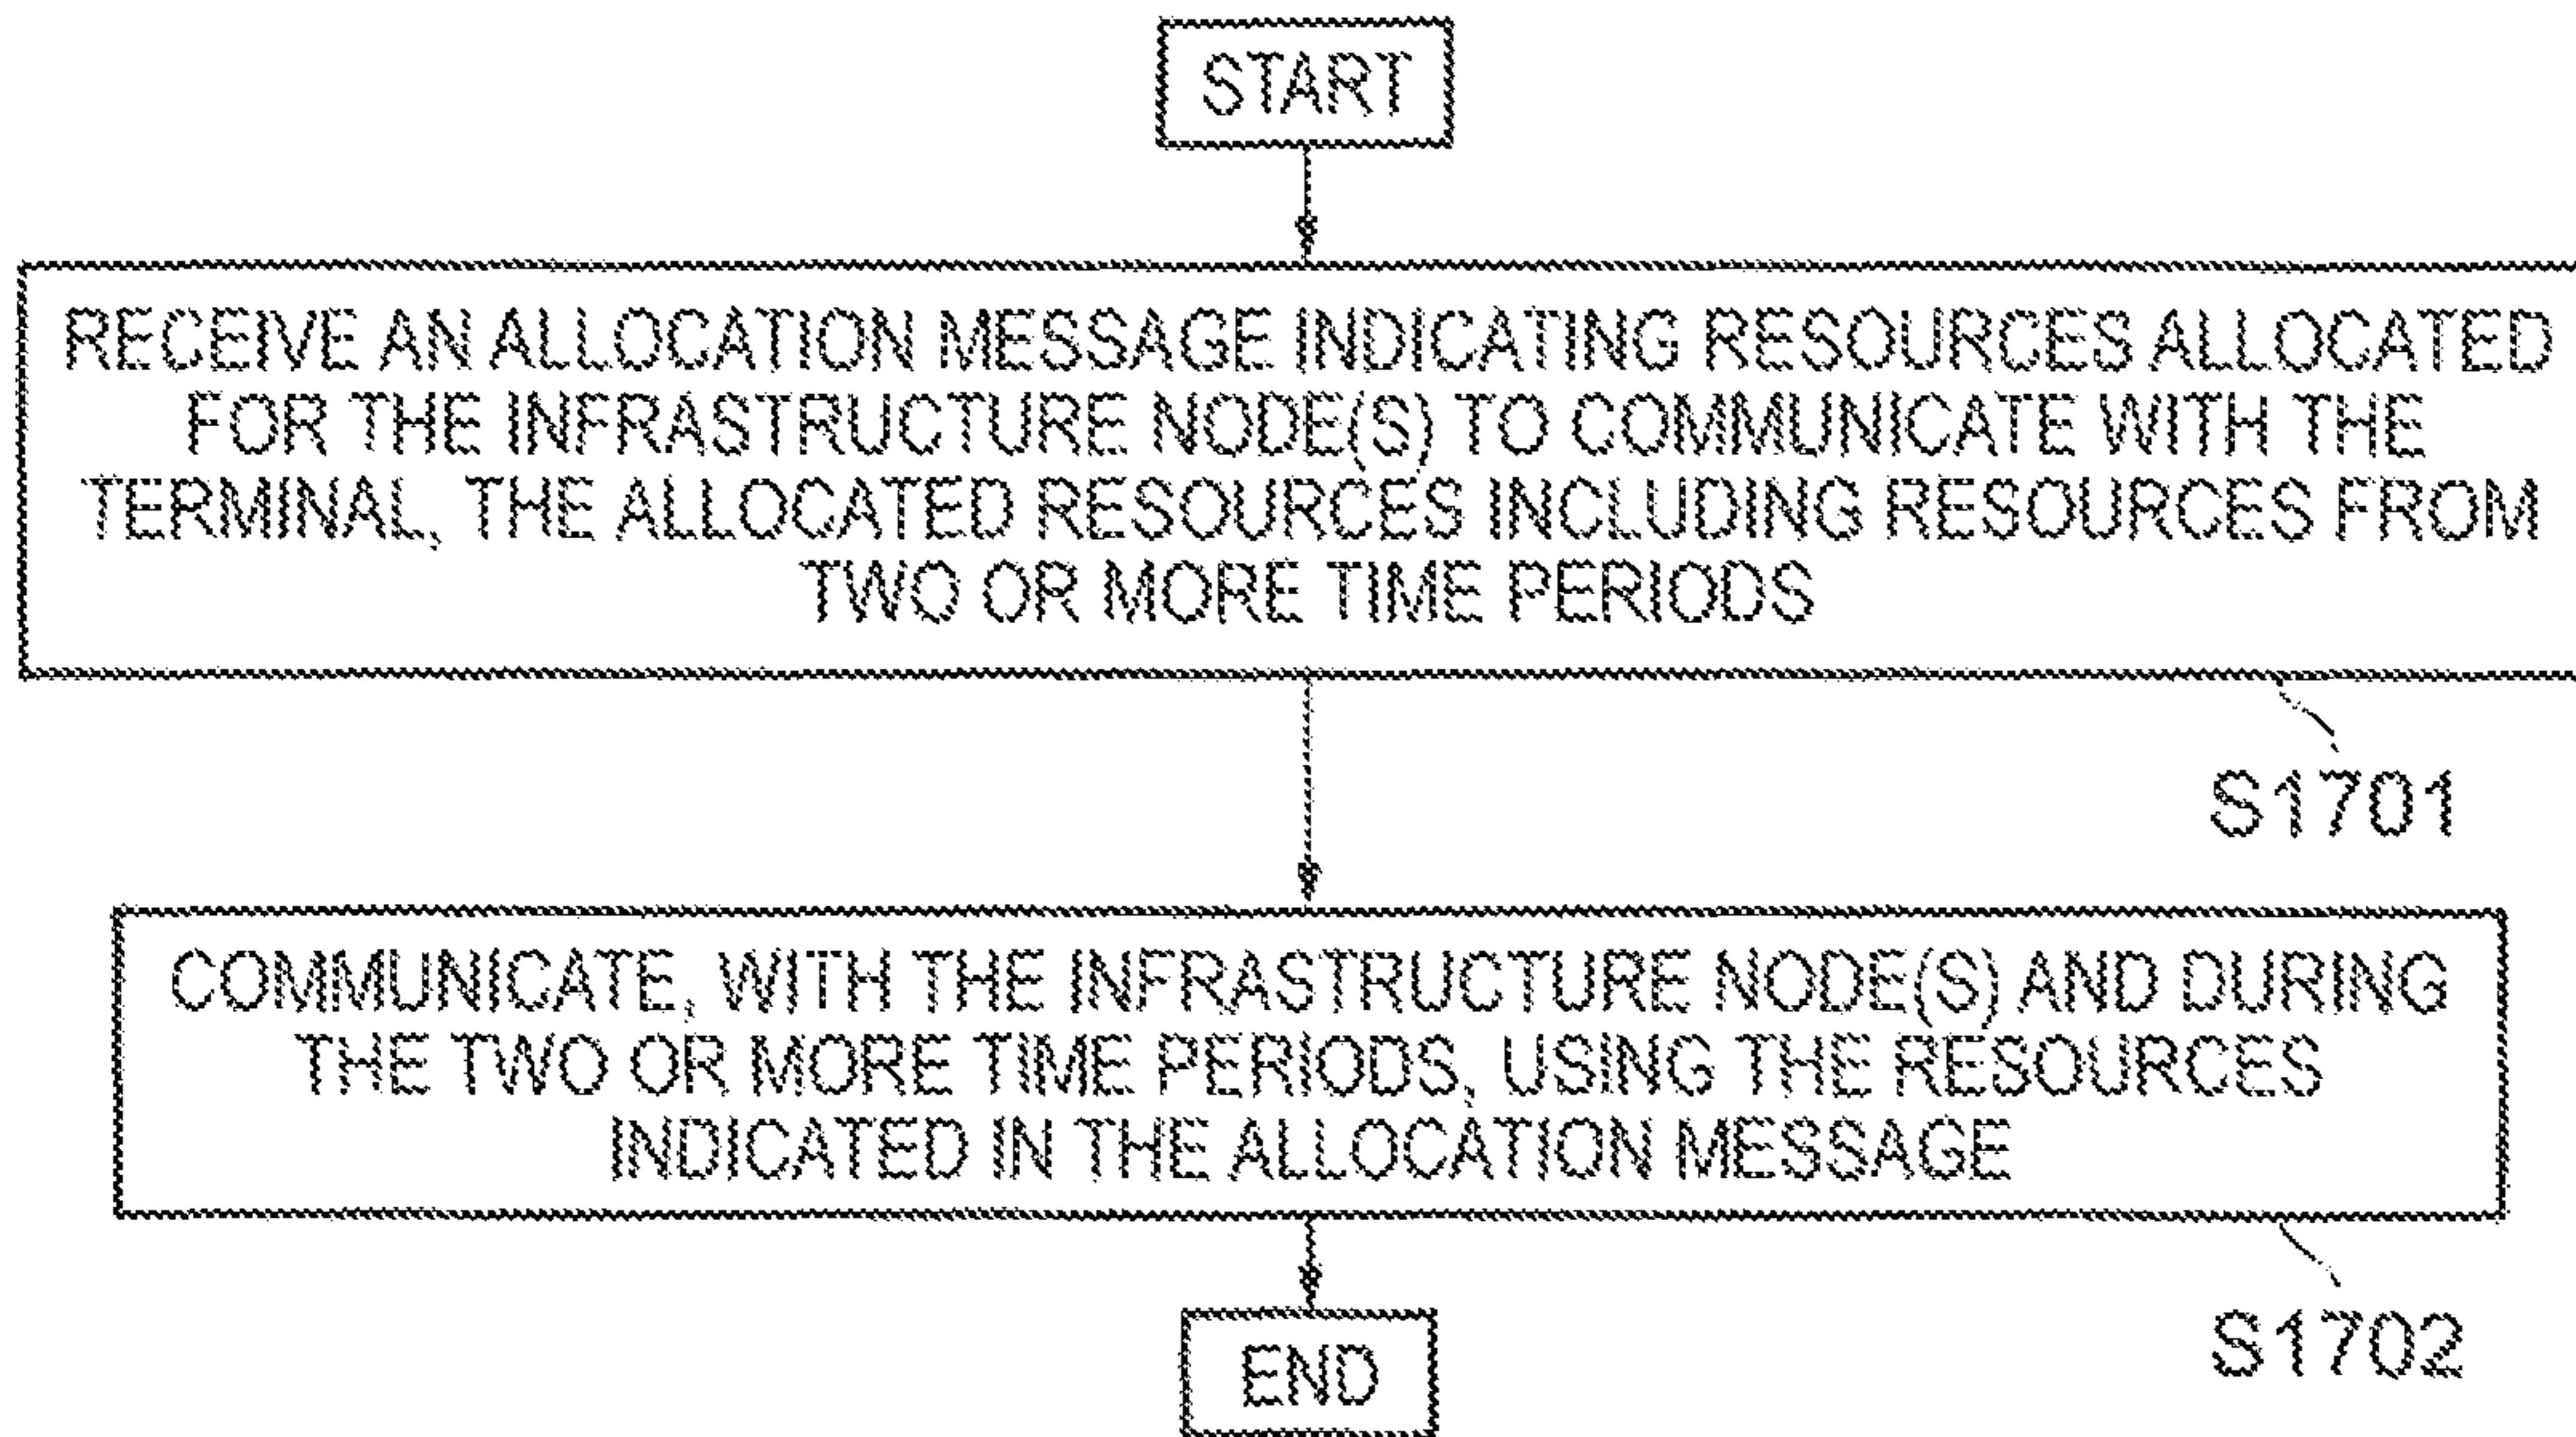 START
RECEIVE AN ALLOCATION MESSAGE INDICATING RESOURCES ALLOCATED
FOR THE INFRASTRUCTURE NODE(S) TO COMMUNICATE WITH THE
TERMINAL, THE ALLOCATED RESOURCES INCLUDING RESOURCES FROM
TWO OR MORE TIME PERIODS
S1701
COMMUNICATE, WITH THE INFRASTRUCTURE NODE(S) AND DURING
THE TWO OR MORE TIME PERIODS, USING THE RESOURCES
INDICATED IN THE ALLOCATION MESSAGE
S1702
END